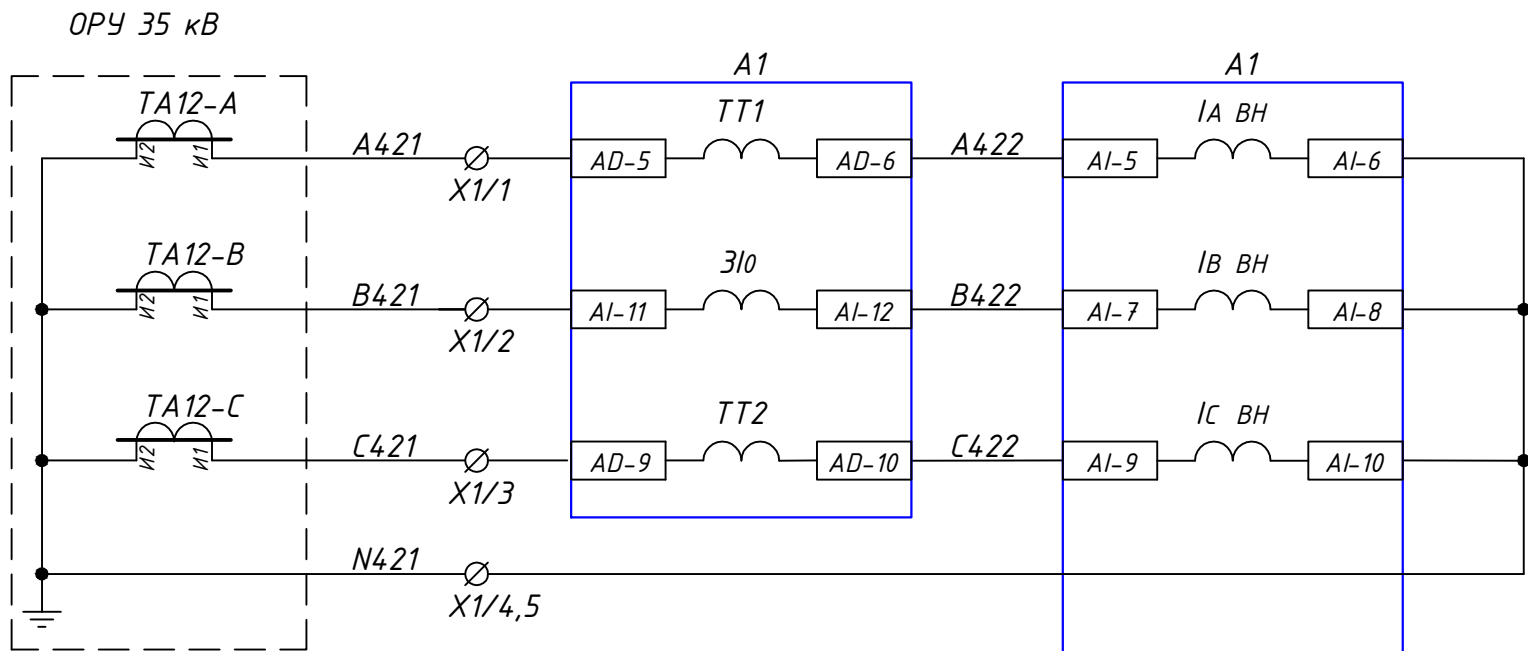 ОРУ 35 кВ
A1
A1
TA12-A
И2
И1
A421
X1/1
AD-5
TT1
AD-6
A422
AI-5
IA ВН
AI-6
TA12-B
И2
И1
B421
X1/2
AI-11
3I0
AI-12
B422
AI-7
IB ВН
AI-8
TA12-C
И2
И1
C421
X1/3
AD-9
TT2
AD-10
C422
AI-9
IC ВН
AI-10
N421
X1/4,5